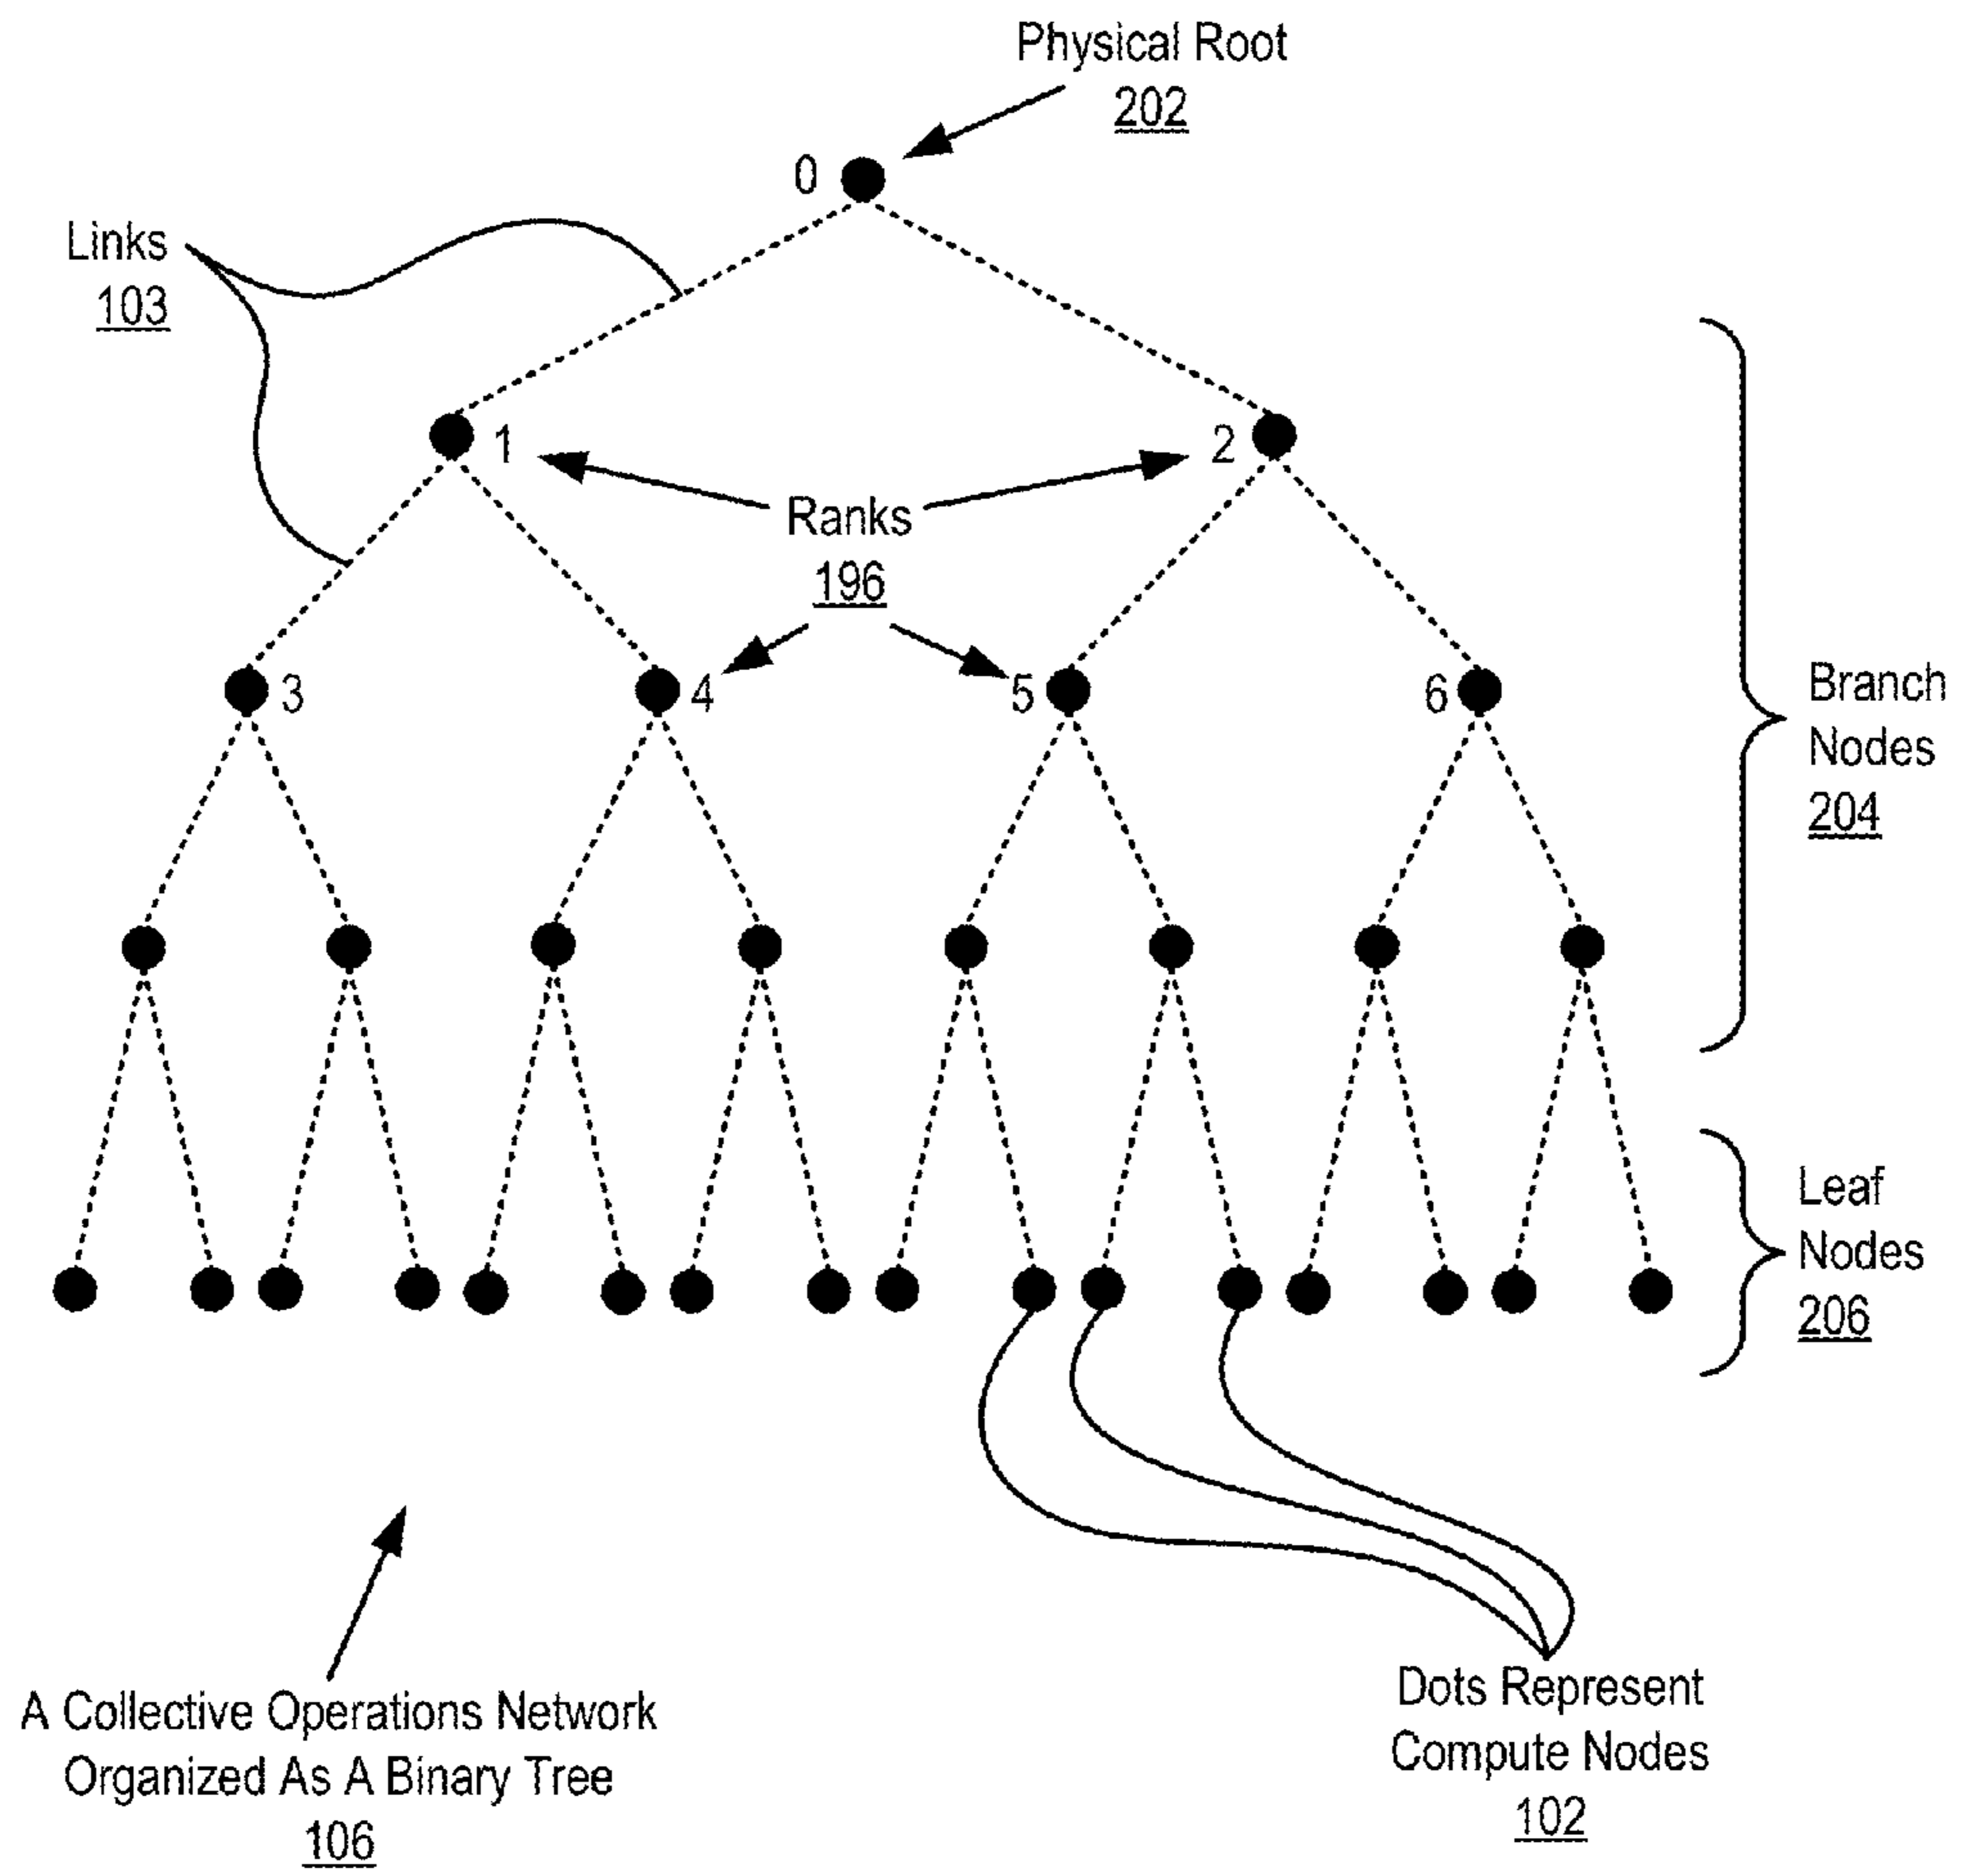 Physical Root
202
0
Links
103
1
2
Ranks
196
3
4
5
6
Branch
Nodes
204
Leaf
Nodes
206
A Collective Operations Network
Organized As A Binary Tree
106
Dots Represent
Compute Nodes
102